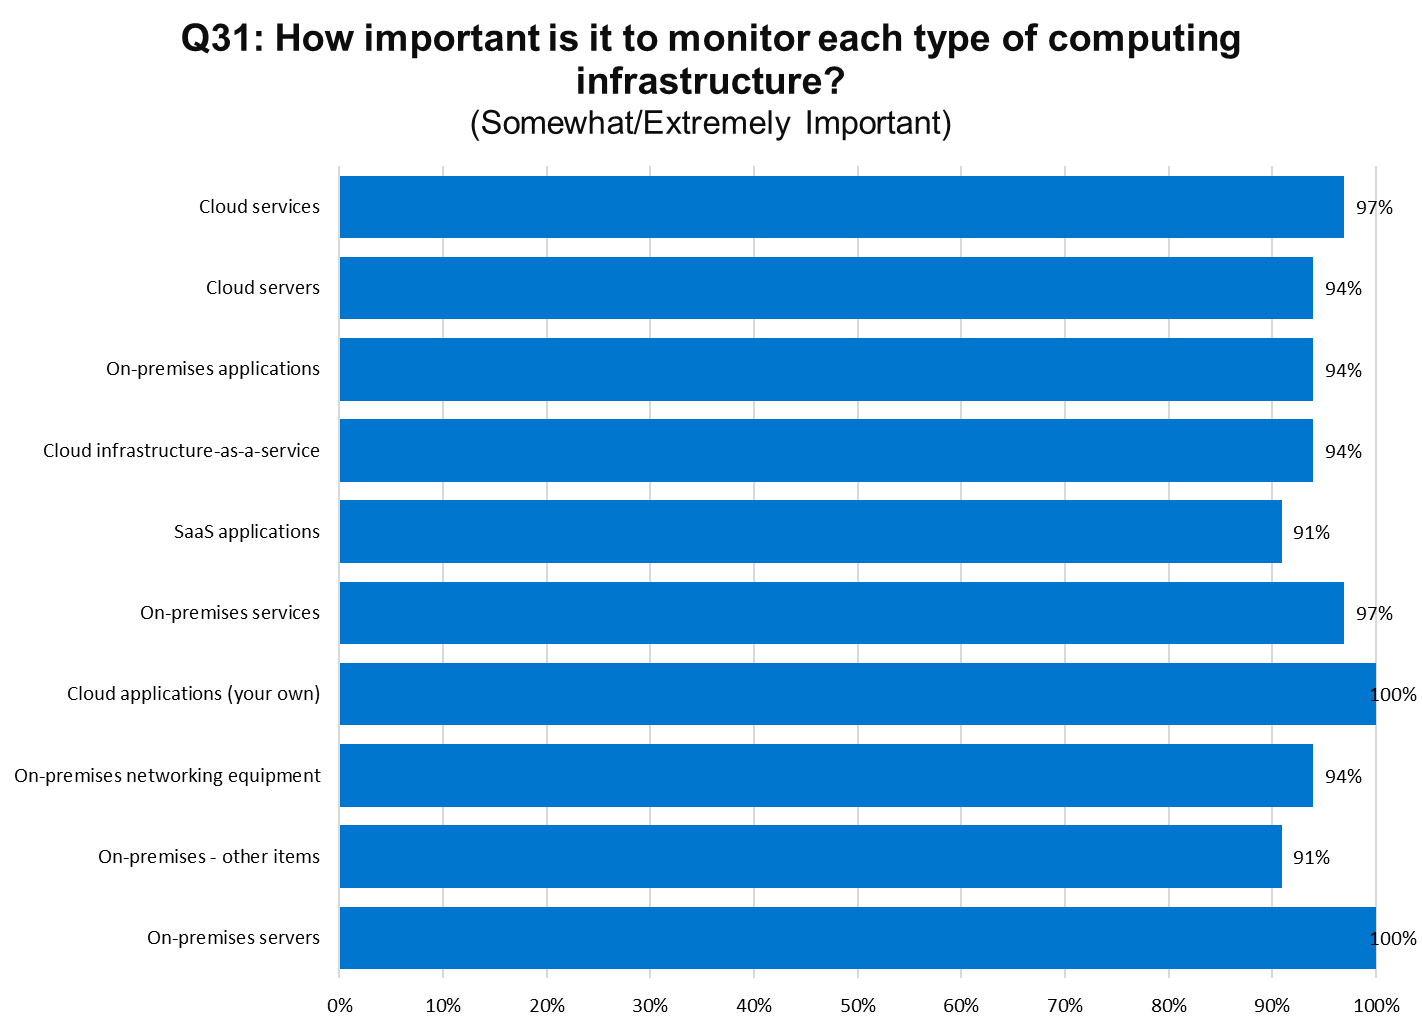 Q31: How important is it to monitor each type of computing
infrastructure?
(Somewhat/Extremely Important)
Cloud services
97%
Cloud servers
94%
On-premises applications
94%
Cloud infrastructure-as-a-service
94%
SaaS applications
91%
On-premises services
97%
Cloud applications (your own)
100%
On-premises networking equipment
94%
On-premises - other items
91%
On-premises servers
100%
0% 10% 20% 30% 40% 50% 60% 70% 80% 90% 100%